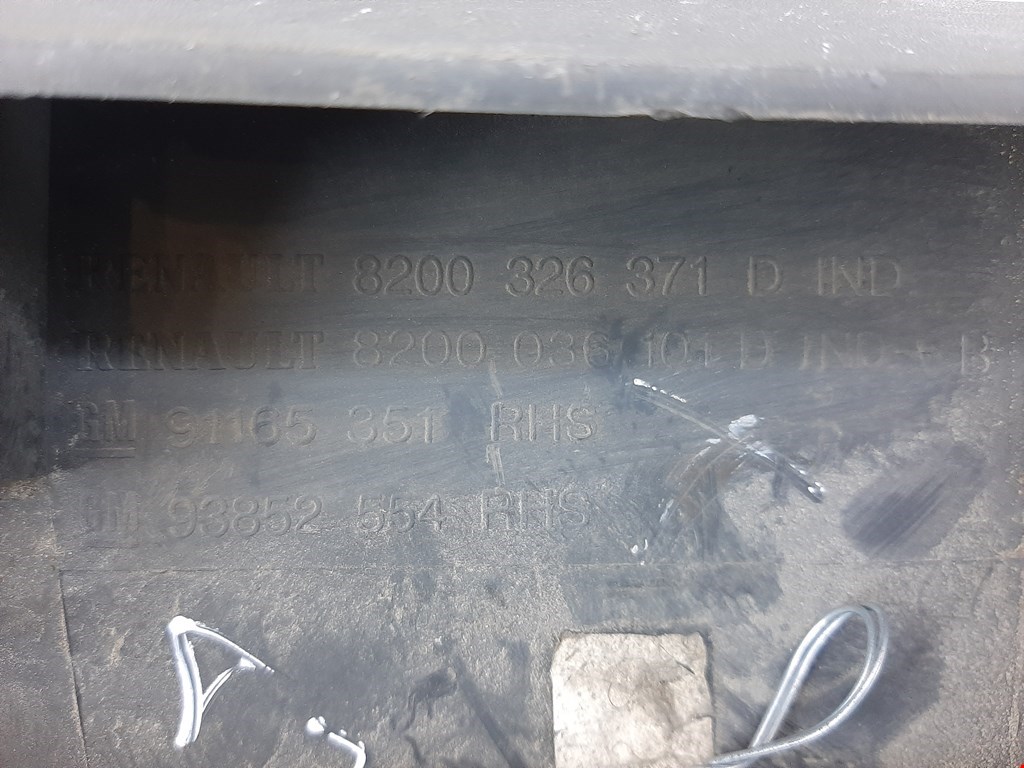 RENAULT 8200 326 371 D IND
RENAULT 8200 036 101 D IND + B
GM 91165 351 RHS
GM 93852 554 RHS